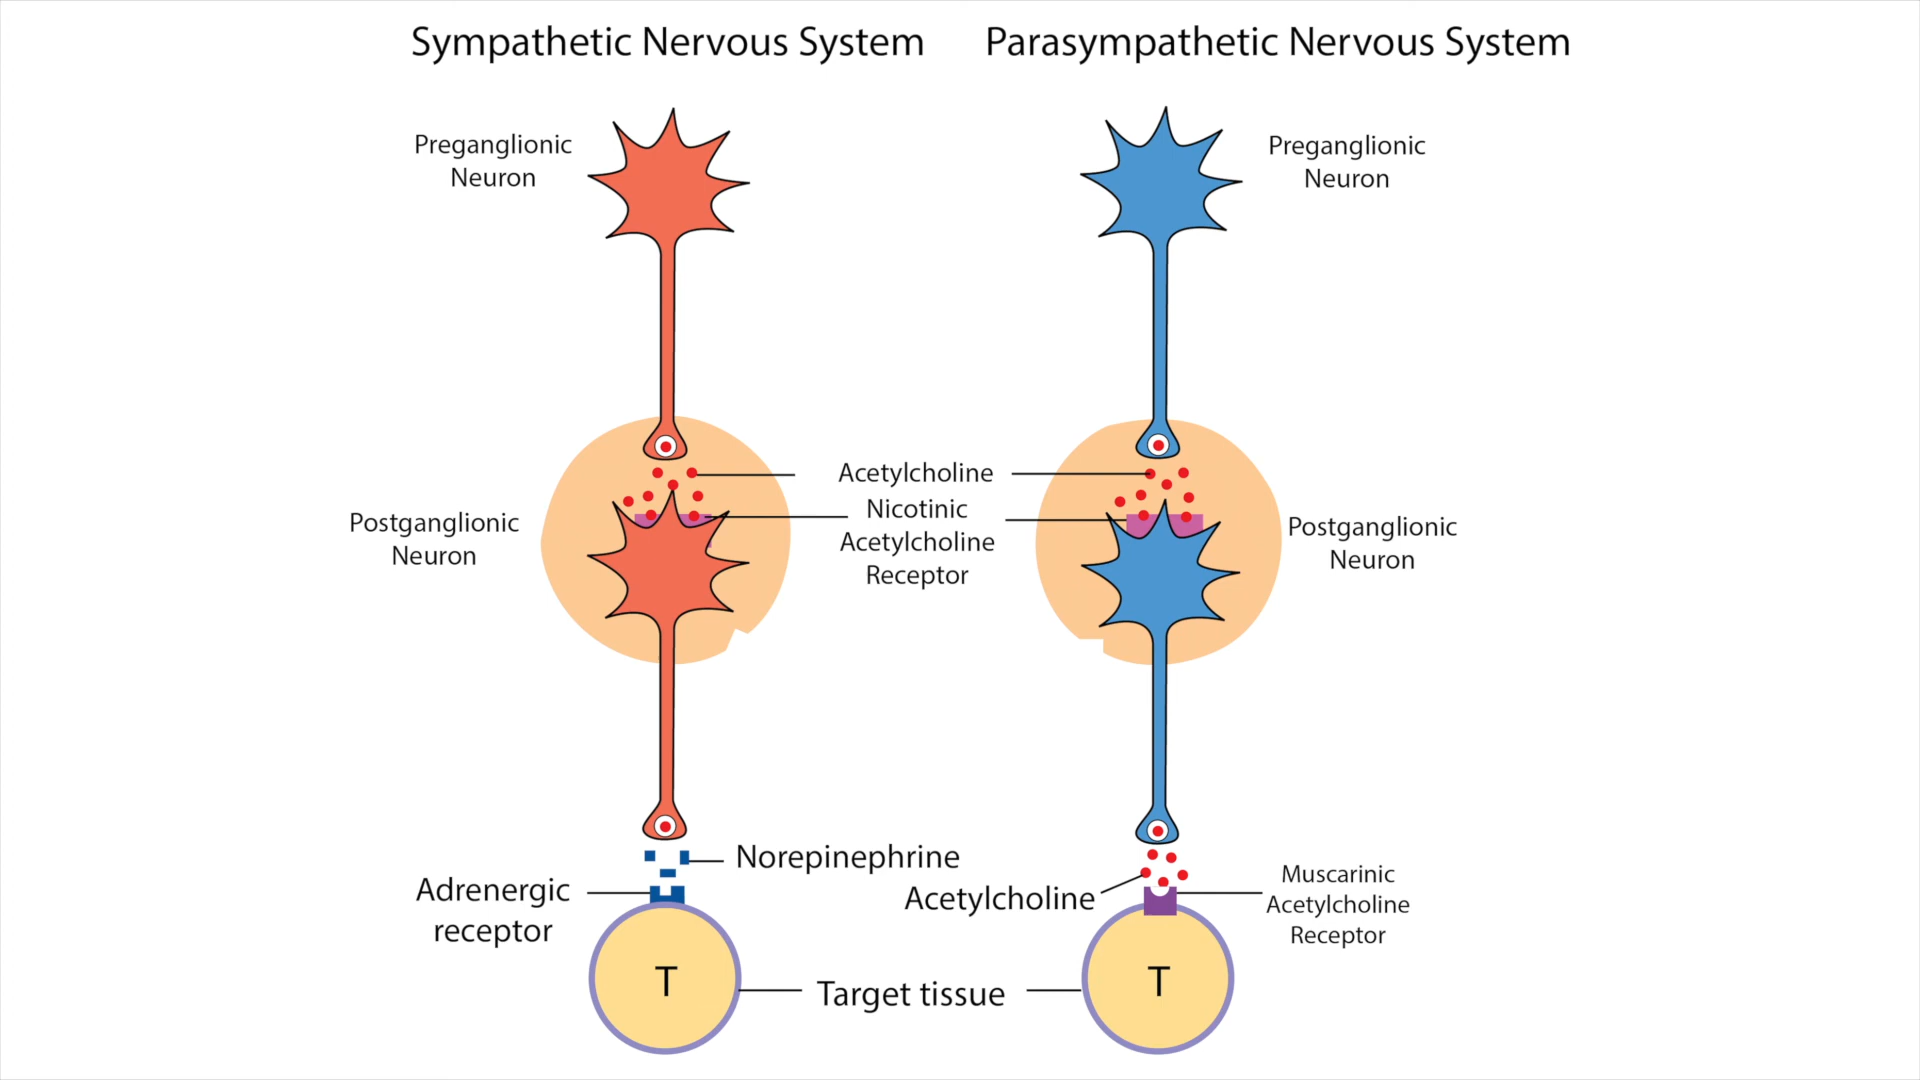 Sympathetic Nervous System
Parasympathetic Nervous System
Preganglionic
Neuron
Preganglionic
Neuron
Acetylcholine
Nicotinic
Acetylcholine
Receptor
Postganglionic
Neuron
Postganglionic
Neuron
Norepinephrine
Adrenergic
receptor
Acetylcholine
Muscarinic
Acetylcholine
Receptor
T
Target tissue
T